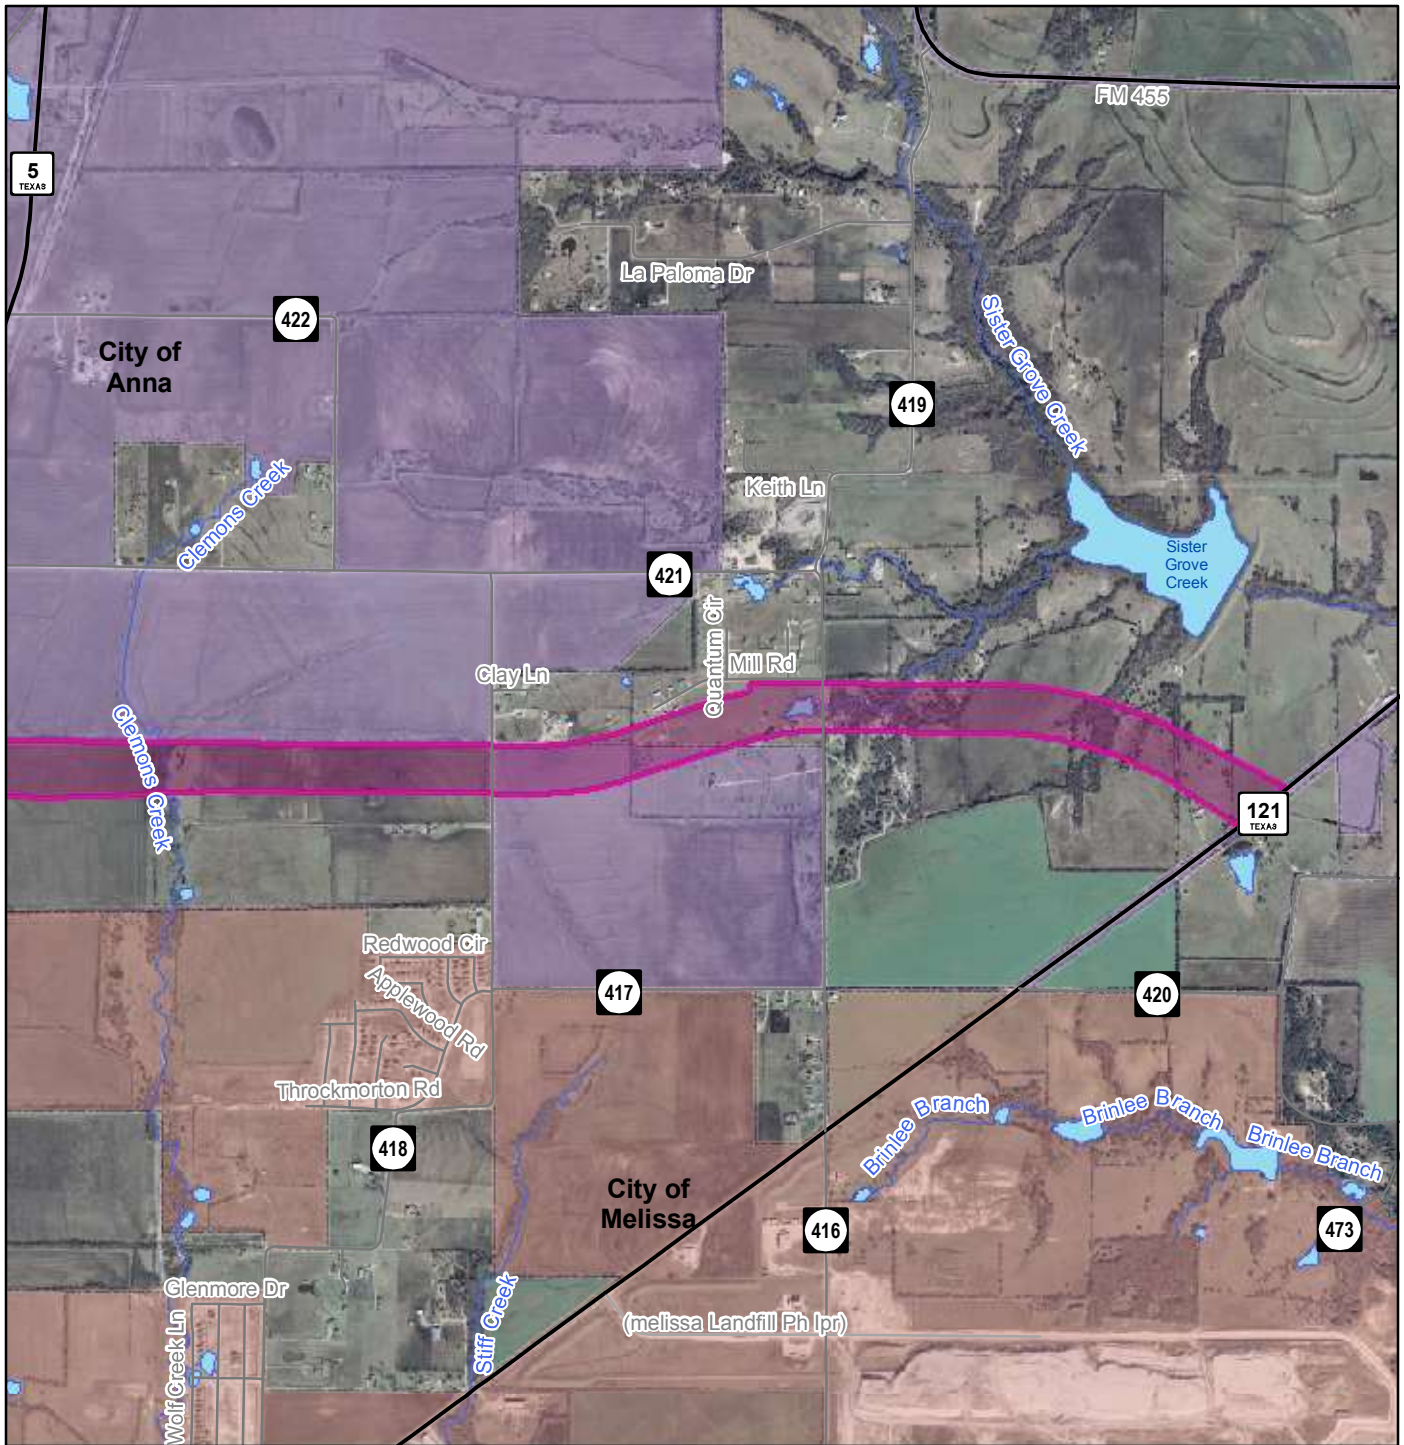 FM 455
5
TEXAS
La Paloma Dr
422
Sister Grove Creek
City of
Anna
419
Clemons Creek
Keith Ln
Sister
Grove
Creek
421
Quantum Cir
Mill Rd
Clay Ln
Clemons Creek
121
TEXAS
Redwood Cir
Applewood Rd
417
420
Throckmorton Rd
Brinlee Branch
Brinlee Branch
Brinlee Branch
418
City of
Melissa
416
473
Glenmore Dr
Wolf Creek Ln
Stiff Creek
(melissa Landfill Ph Ipr)